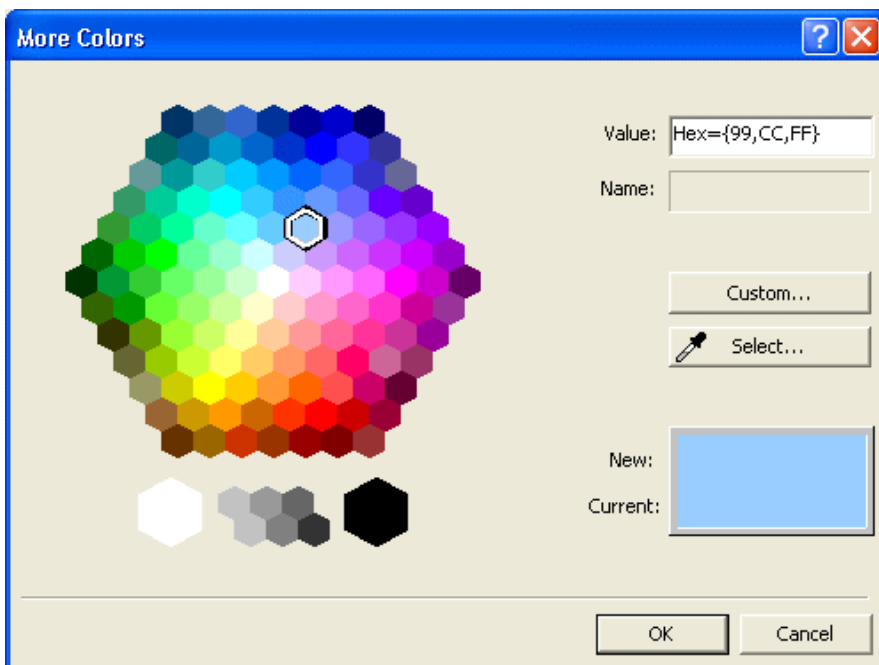 More Colors
Value: Hex={99,CC,FF}
Name:
Custom...
Select...
New:
Current:
OK Cancel